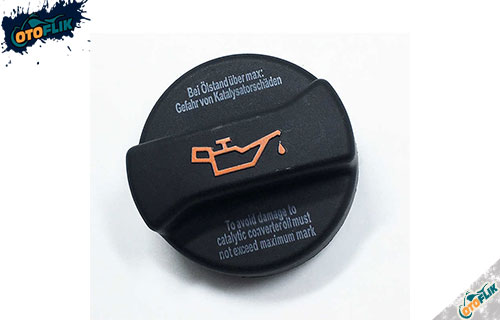 OTOFLIK
Bei Ölstand über max:
Gefahr von Katalysatorschäden
To avoid damage to
catalytic converter oil must
not exceed maximum mark
OTOFLIK